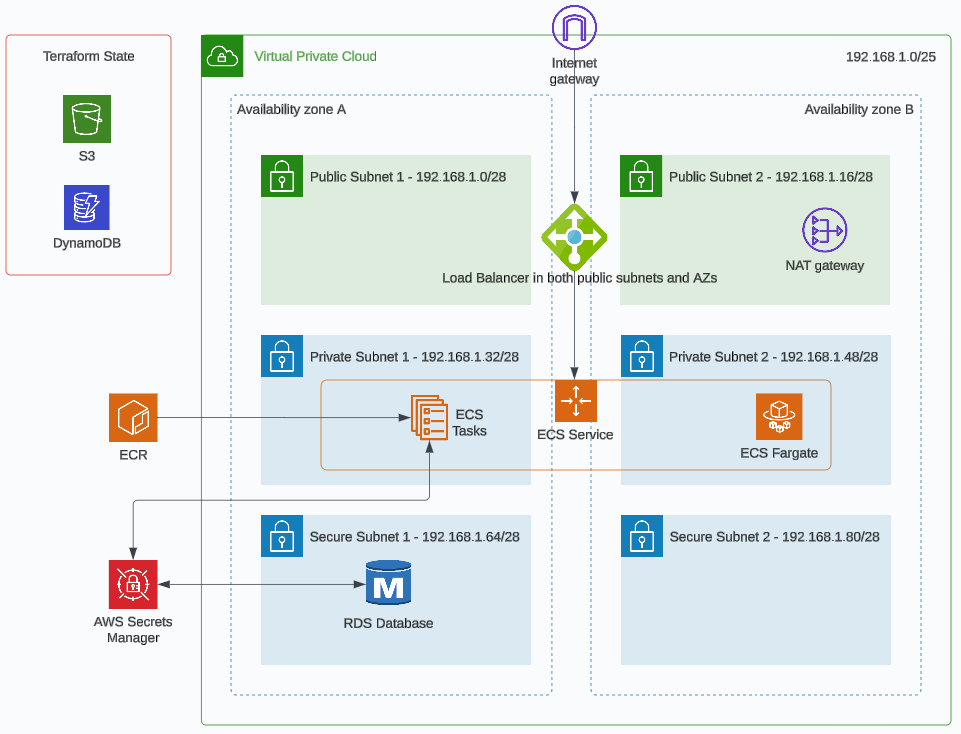 Internet
gateway
Terraform State
Virtual Private Cloud
192.168.1.0/25
Availability zone A
Availability zone B
S3
DynamoDB
Public Subnet 1 - 192.168.1.0/28
Public Subnet 2 - 192.168.1.16/28
NAT gateway
Load Balancer in both public subnets and AZs
Private Subnet 1 - 192.168.1.32/28
Private Subnet 2 - 192.168.1.48/28
ECR
ECS
Tasks
ECS Service
ECS Fargate
Secure Subnet 1 - 192.168.1.64/28
Secure Subnet 2 - 192.168.1.80/28
AWS Secrets
Manager
M
RDS Database